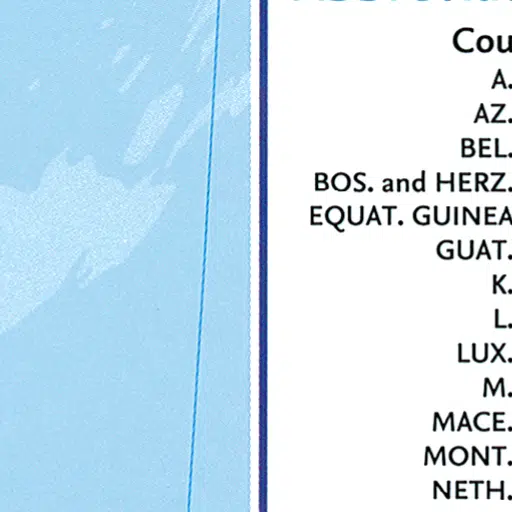 Cou
A.
AZ.
BEL.
BOS. and HERZ.
EQUAT. GUINEA
GUAT.
K.
L.
LUX.
M.
MACE.
MONT.
NETH.